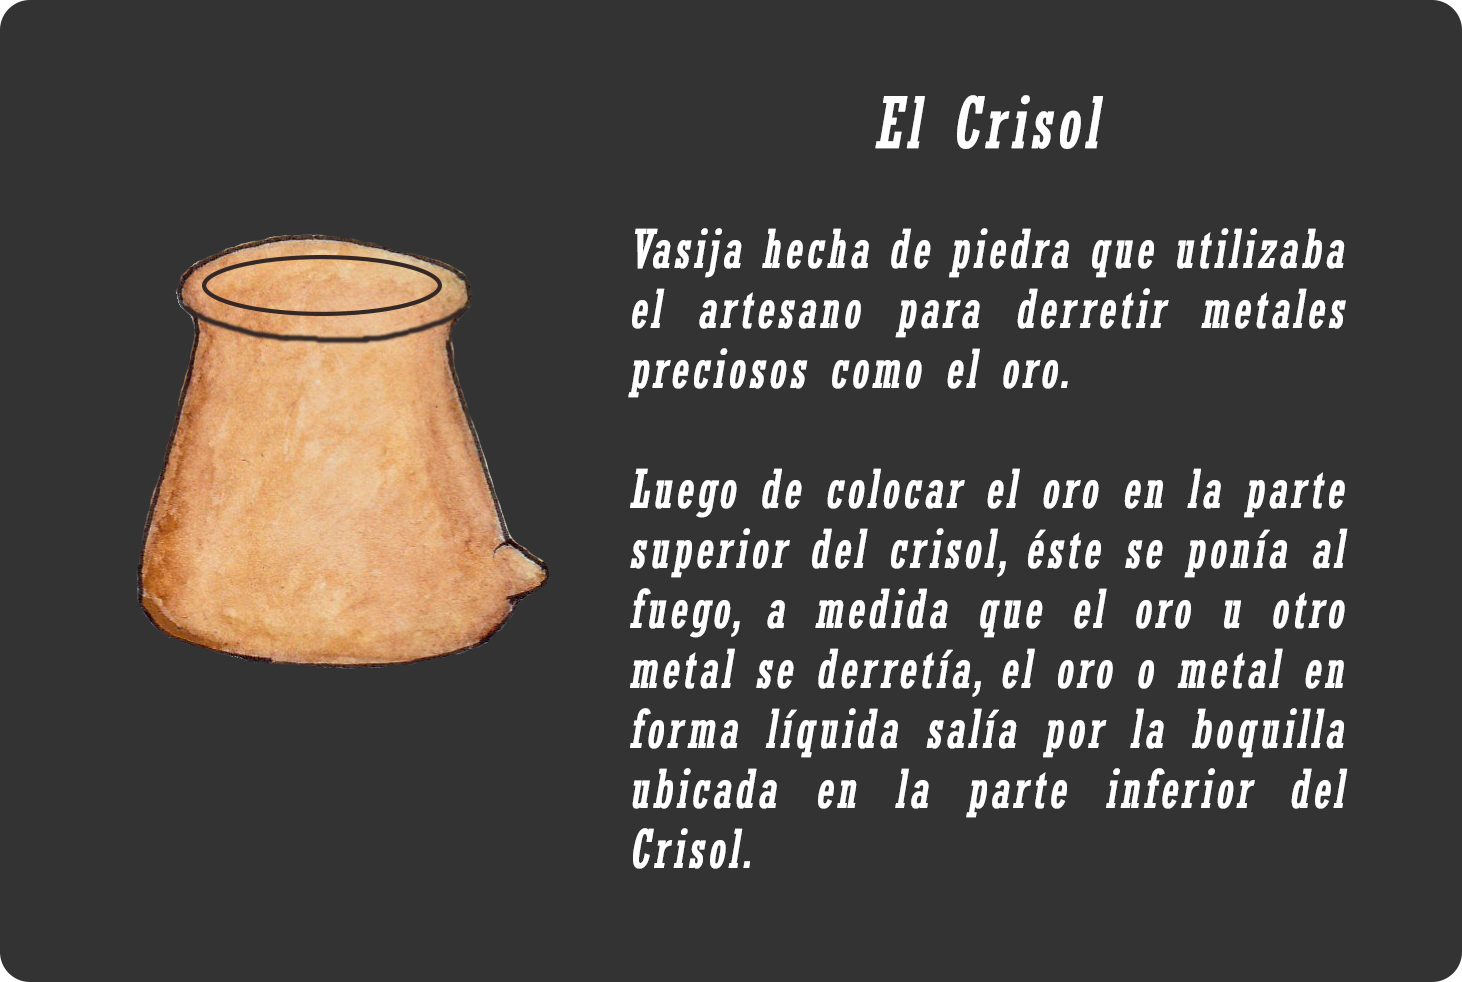 El Crisol
Vasija hecha de piedra que utilizaba
el artesano para derretir metales
preciosos como el oro.
Luego de colocar el oro en la parte
superior del crisol, éste se ponía al
fuego, a medida que el oro u otro
metal se derretía, el oro o metal en
forma líquida salía por la boquilla
ubicada en la parte inferior del
Crisol.